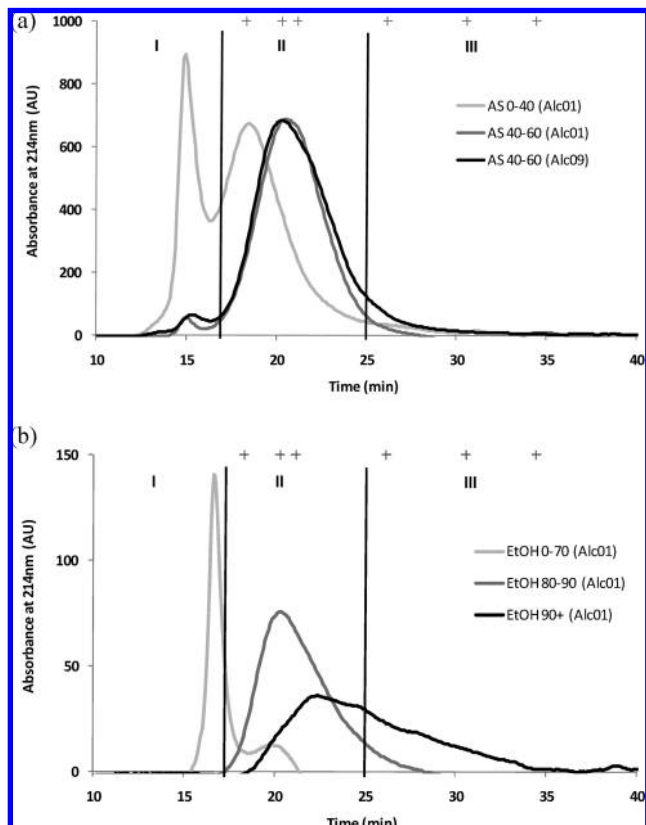 (a)
+ + + + + +
1000
I II III
800
AS 0-40 (Alc01)
AS 40-60 (Alc01)
600
AS 40-60 (Alc09)
400
200
0
Absorbance at 214nm (AU)
10 15 20 25 30 35 40
Time (min)
(b)
+ + + + + +
150
I II III
100
EtOH 0-70 (Alc01)
EtOH 80-90 (Alc01)
EtOH 90+ (Alc01)
50
0
Absorbance at 214nm (AU)
10 15 20 25 30 35 40
Time (min)